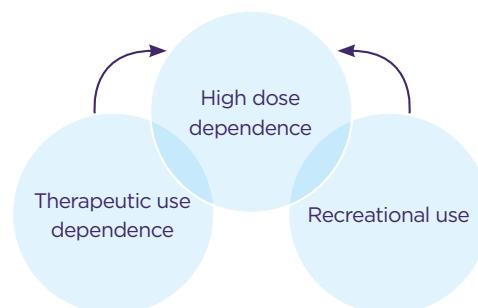 High dose
dependence
Therapeutic use
dependence
Recreational use